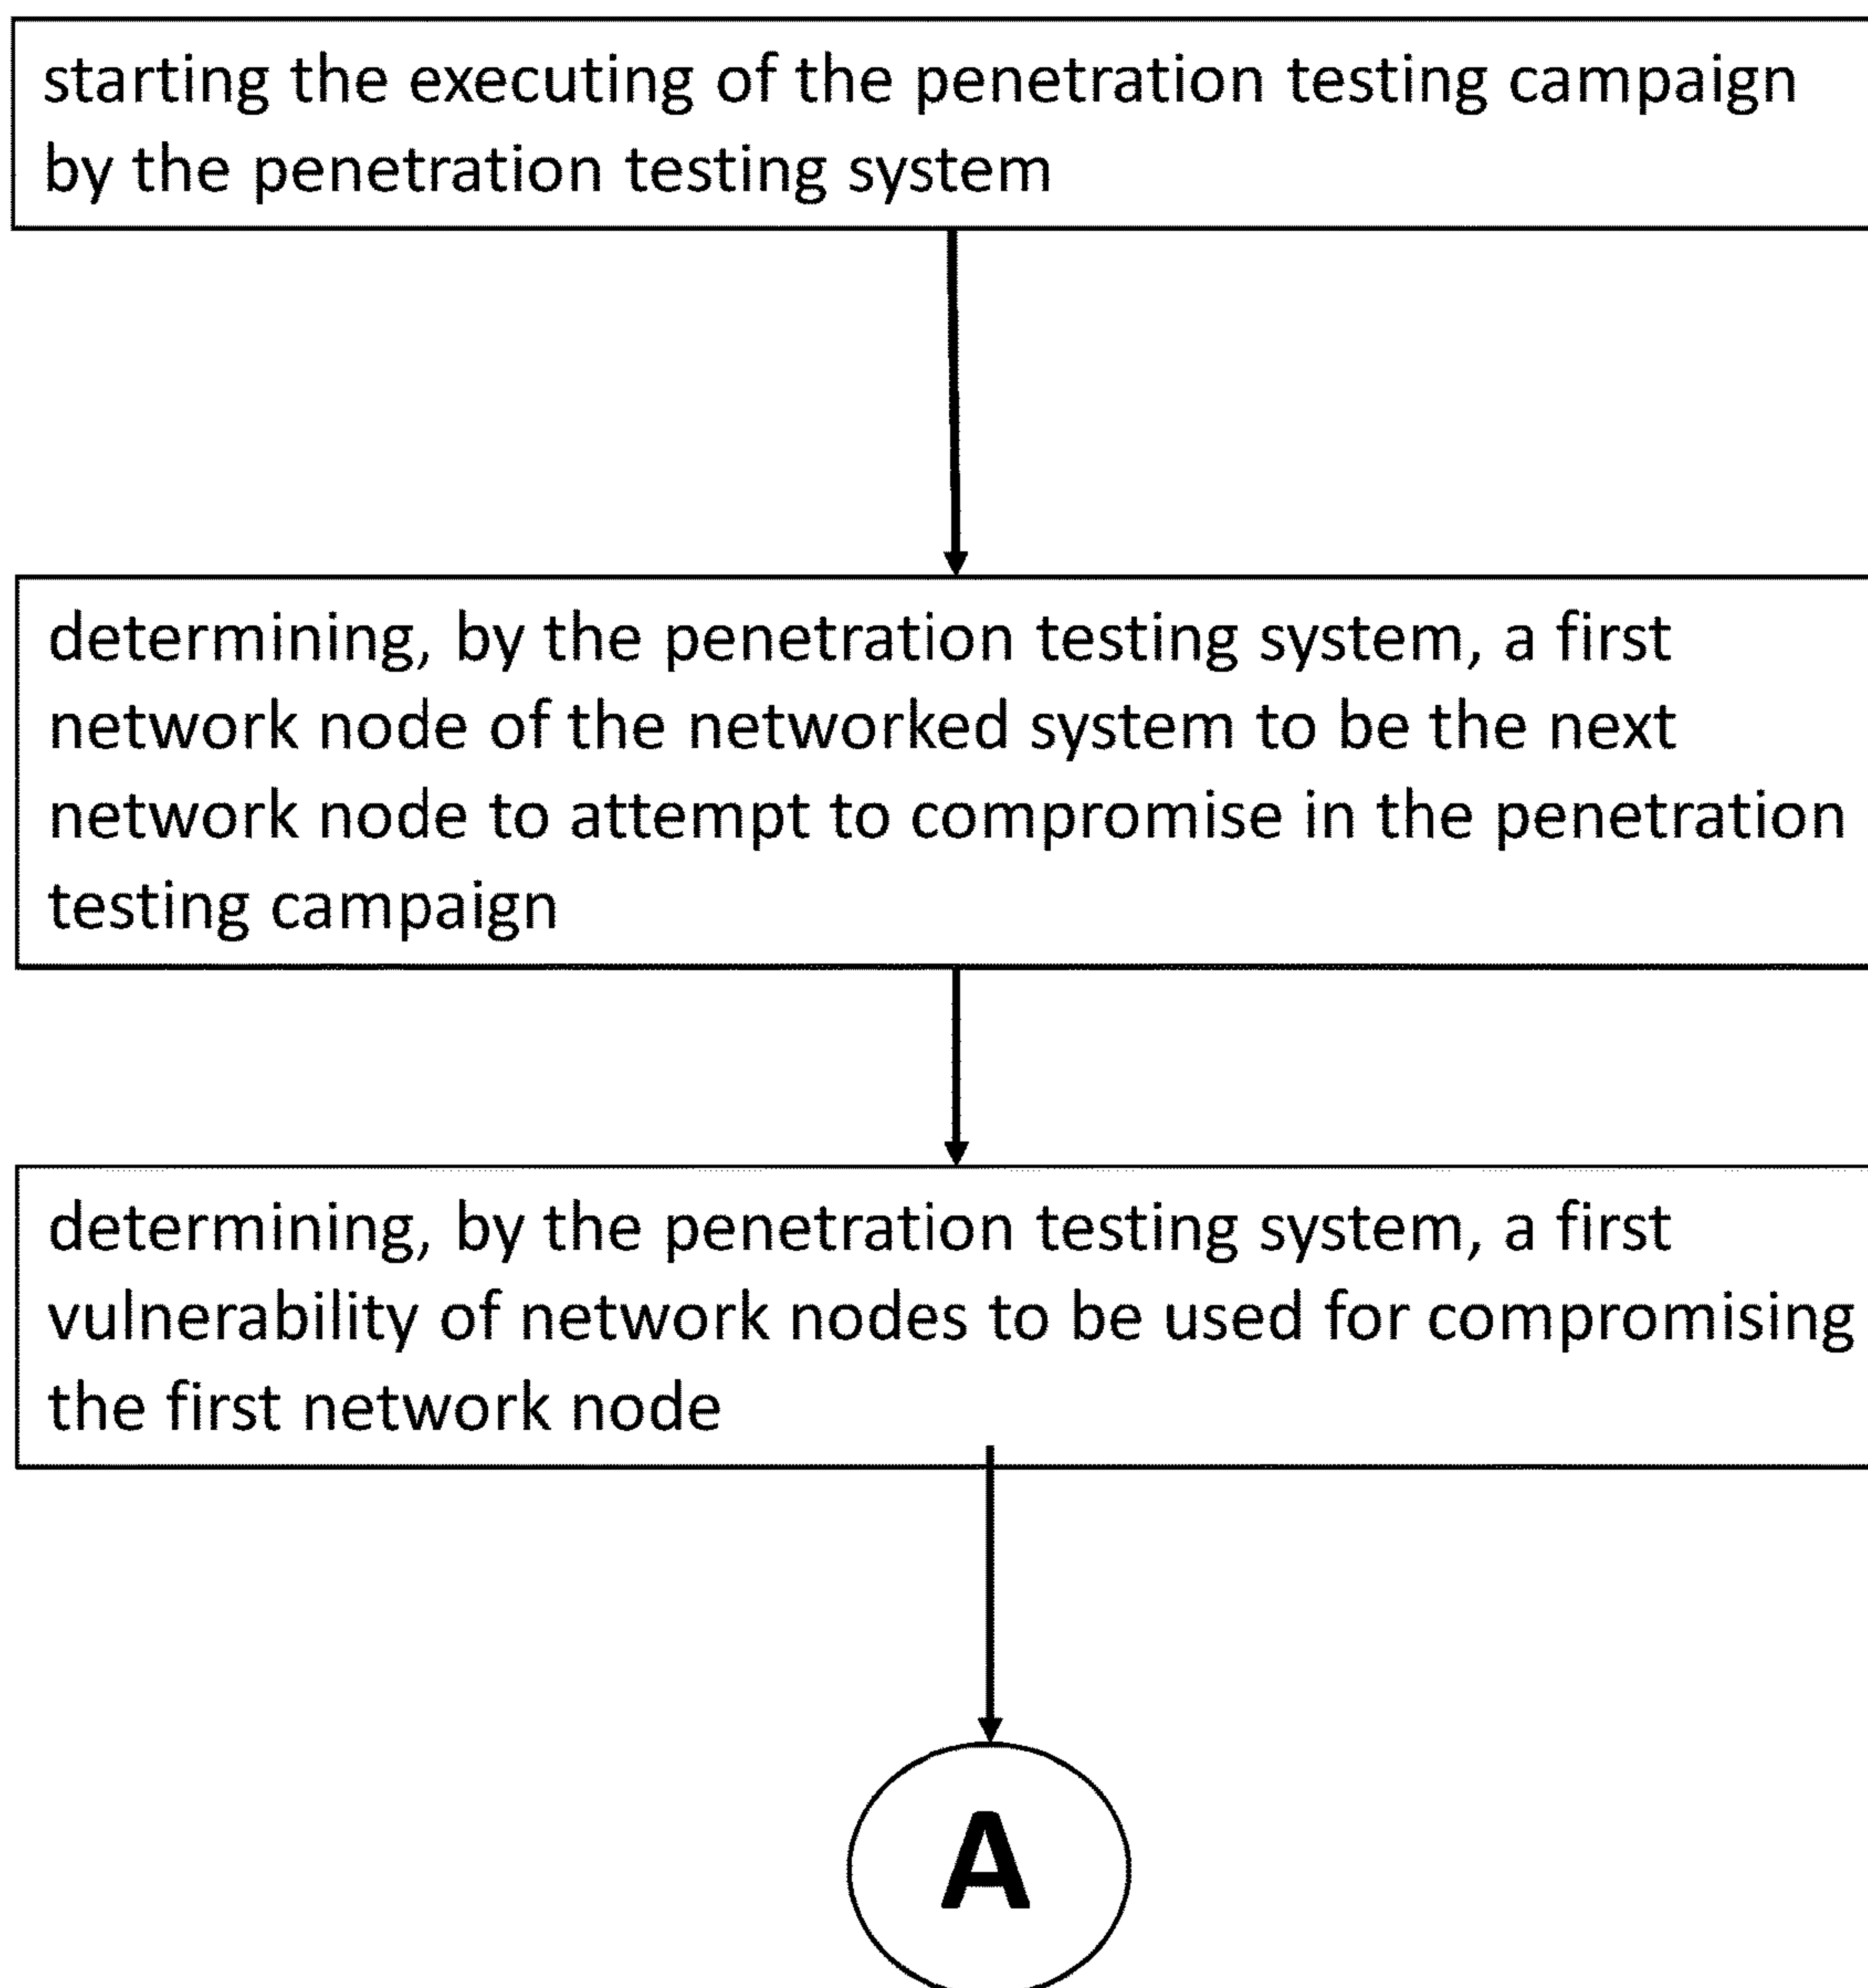 starting the executing of the penetration testing campaign
by the penetration testing system
determining, by the penetration testing system, a first
network node of the networked system to be the next
network node to attempt to compromise in the penetration
testing campaign
determining, by the penetration testing system, a first
vulnerability of network nodes to be used for compromising
the first network node
A